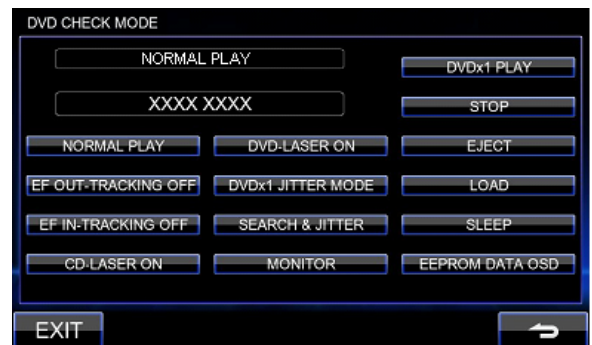 DVD CHECK MODE
NORMAL PLAY
DVDx1 PLAY
XXXX XXXX
STOP
NORMAL PLAY
DVD-LASER ON
EJECT
EF OUT-TRACKING OFF
DVDx1 JITTER MODE
LOAD
EF IN-TRACKING OFF
SEARCH & JITTER
SLEEP
CD-LASER ON
MONITOR
EEPROM DATA OSD
EXIT